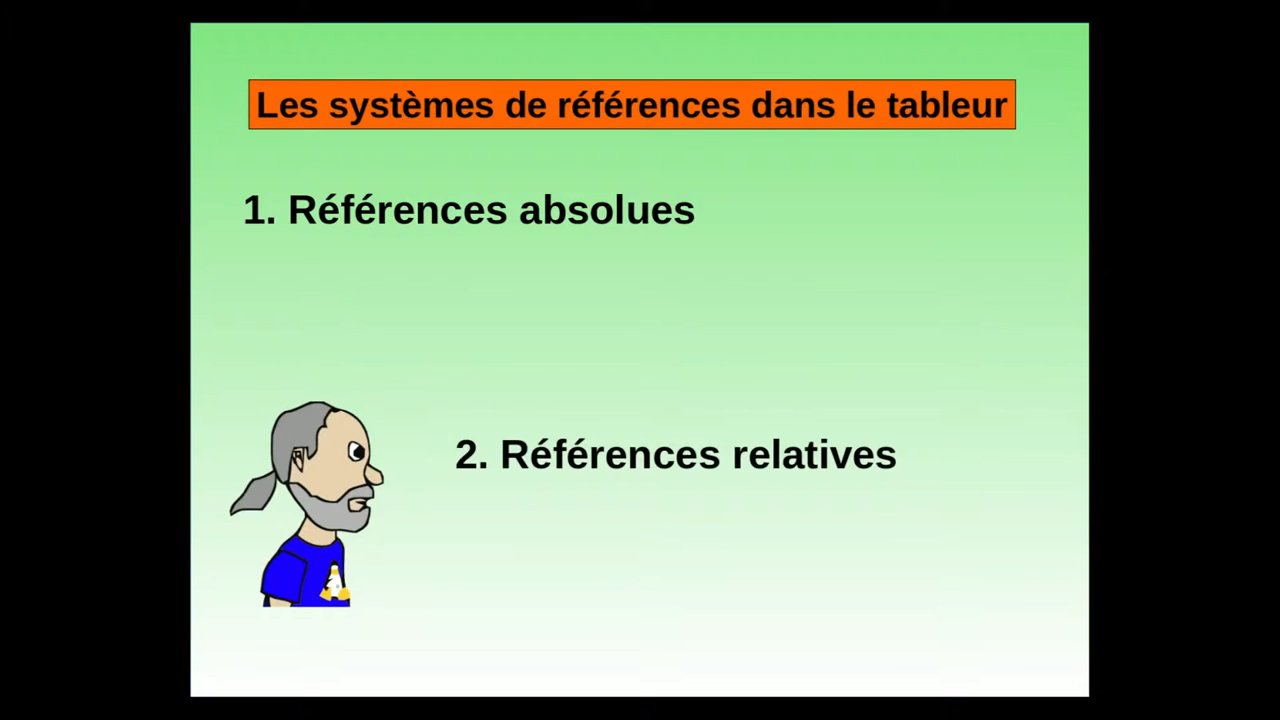 Les systèmes de références dans le tableur
1. Références absolues
2. Références relatives